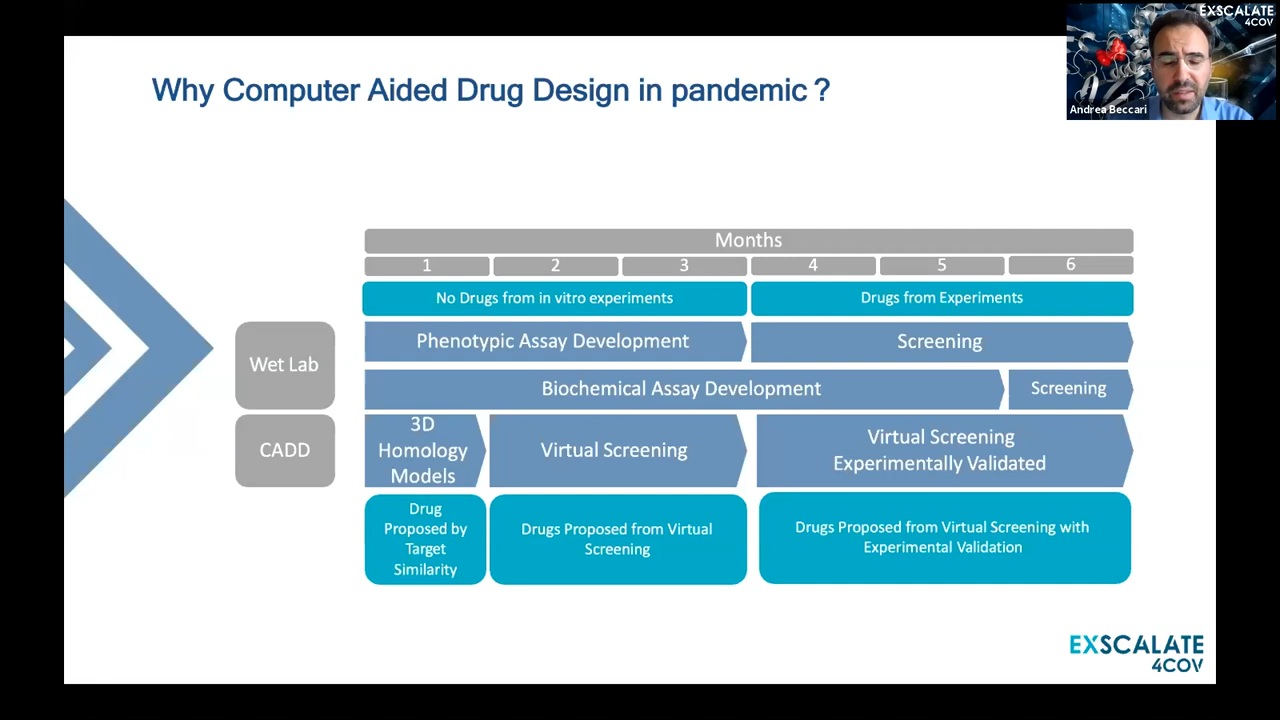 EXSCALATE
4COV
Andrea Beccari
Why Computer Aided Drug Design in pandemic ?
Months
1 2 3 4 5 6
No Drugs from in vitro experiments
Drugs from Experiments
Wet Lab
Phenotypic Assay Development
Screening
Biochemical Assay Development
Screening
CADD
3D
Homology
Models
Virtual Screening
Virtual Screening
Experimentally Validated
Drug
Proposed by
Target
Similarity
Drugs Proposed from Virtual
Screening
Drugs Proposed from Virtual Screening with
Experimental Validation
EXSCALATE
4COV